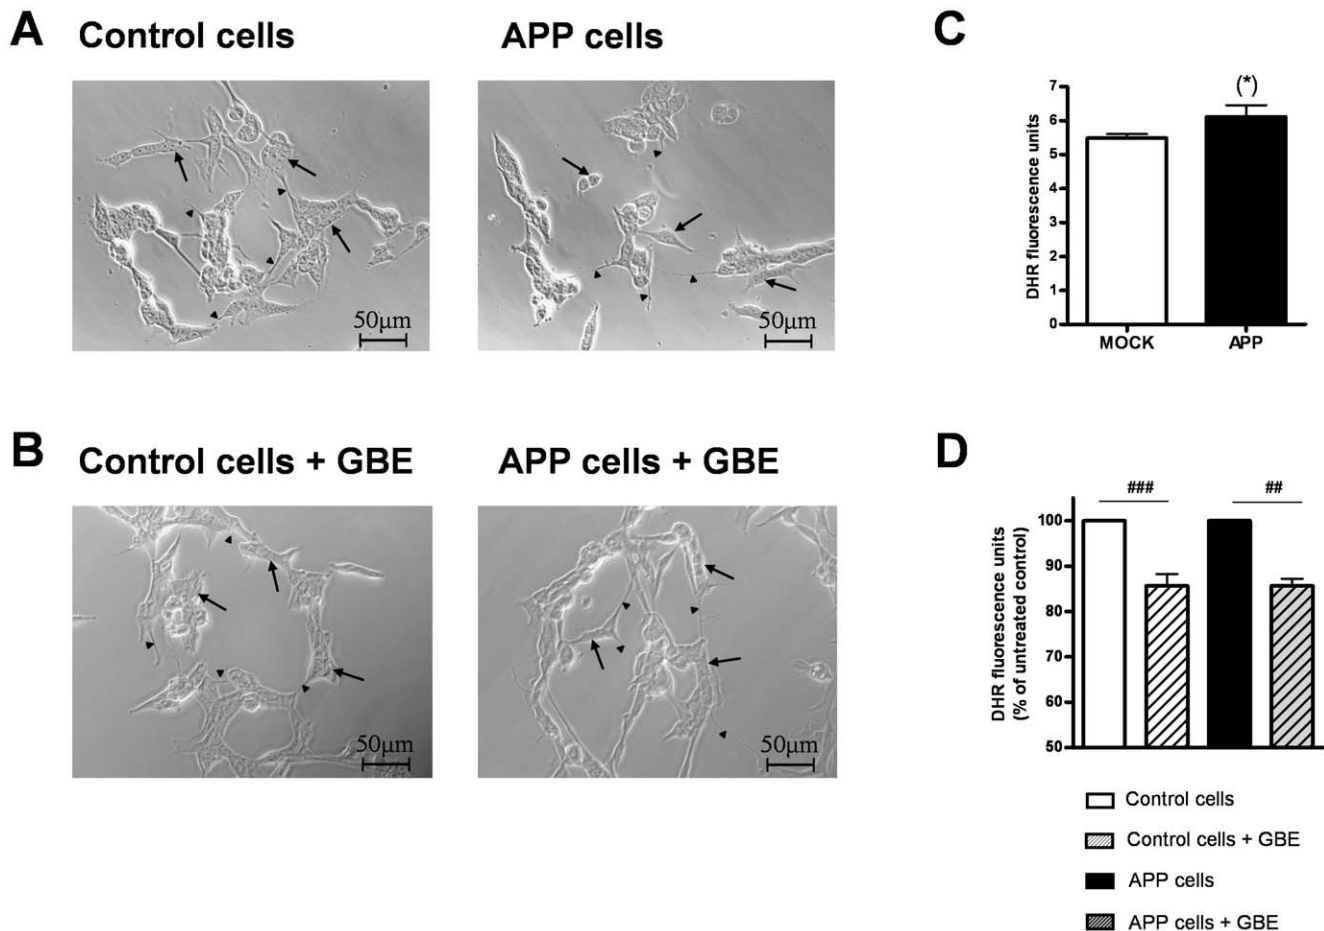 A
Control cells
APP cells
50µm
50µm
B
Control cells + GBE
APP cells + GBE
50µm
50µm
C
DHR fluorescence units
7
6
5
4
3
2
1
0
(*)
MOCK
APP
D
DHR fluorescence units
(% of untreated control)
100
90
80
70
60
50
###
##
Control cells
Control cells + GBE
APP cells
APP cells + GBE